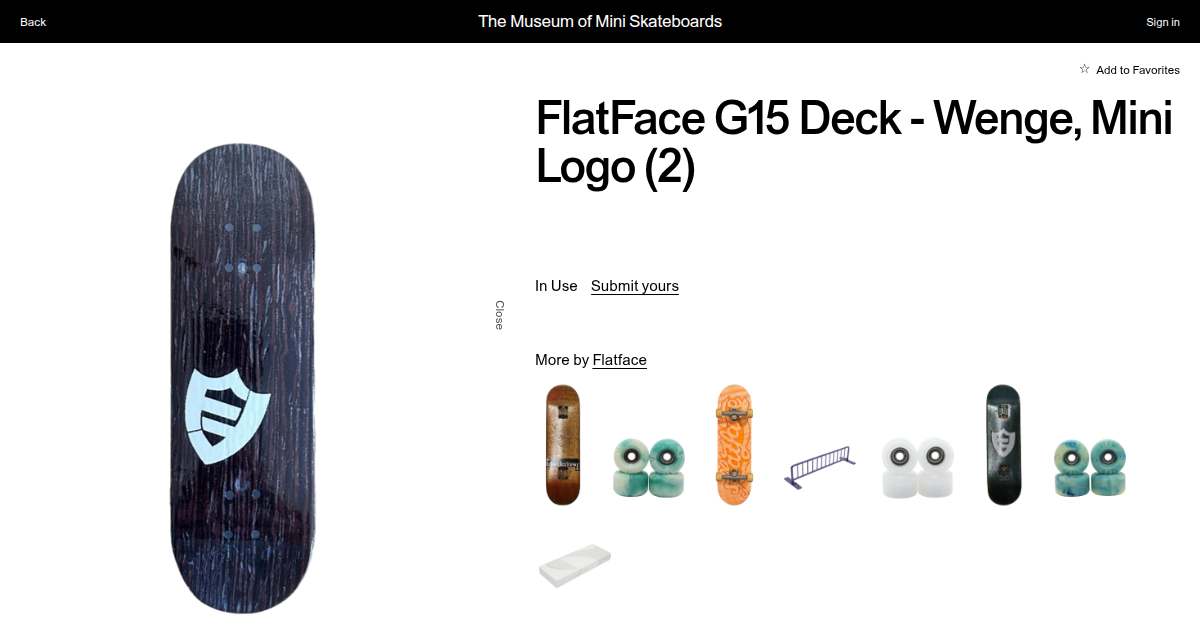 Back
The Museum of Mini Skateboards
Sign in
☆ Add to Favorites
FlatFace G15 Deck - Wenge, Mini
Logo (2)
In Use Submit yours
Close
More by Flatface